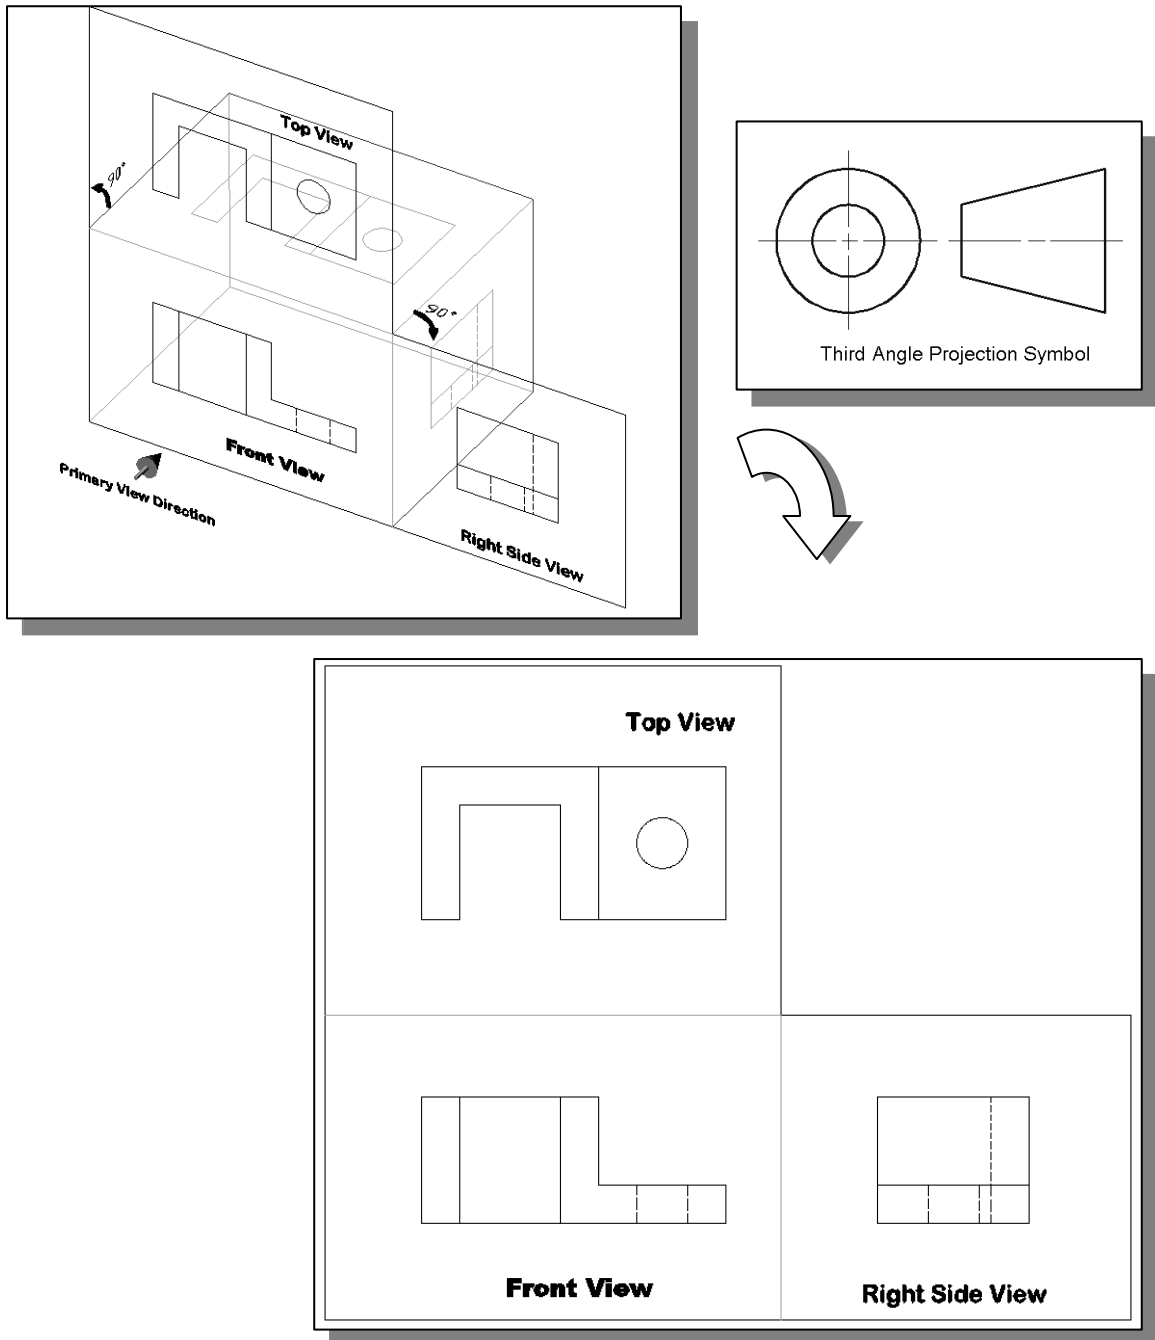 Top View
90°
90°
Front View
Primary View Direction
Right Side View
Third Angle Projection Symbol
Top View
Front View
Right Side View